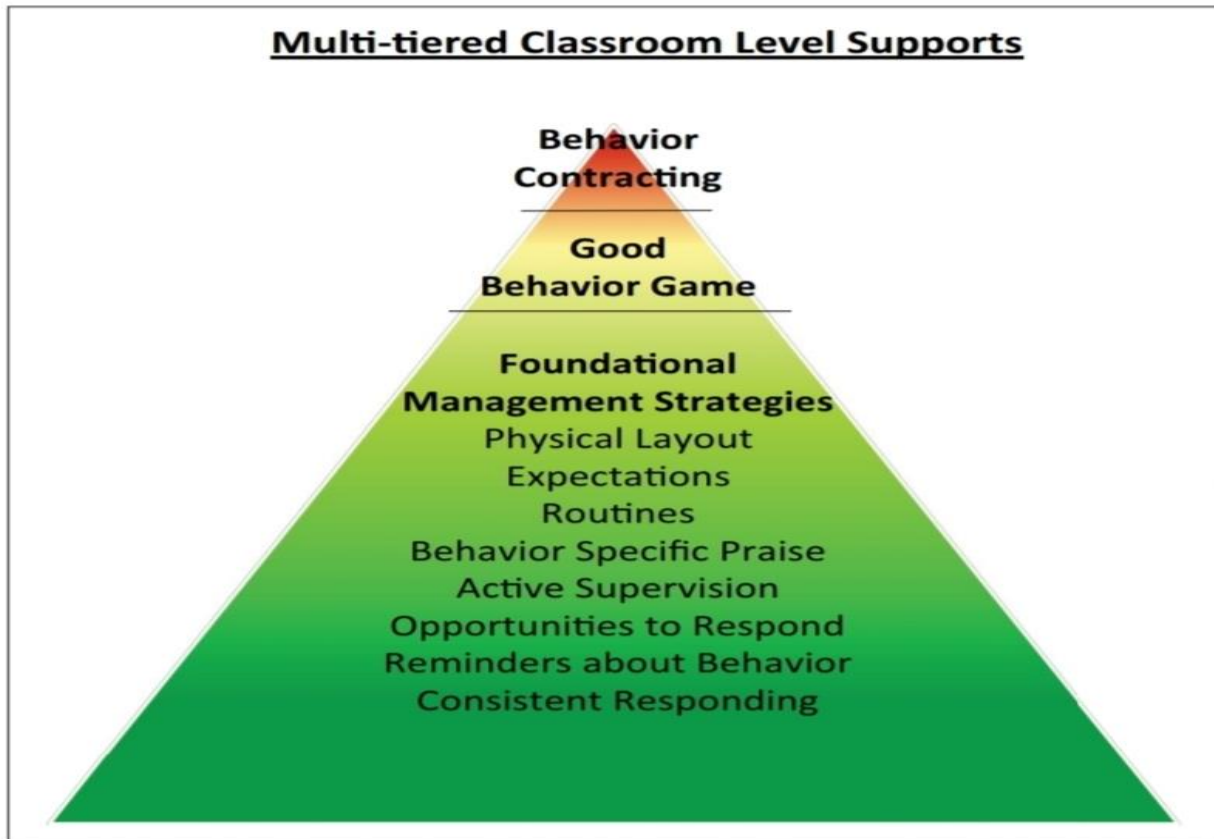 Multi-tiered Classroom Level Supports
Behavior
Contracting
Good
Behavior Game
Foundational
Management Strategies
Physical Layout
Expectations
Routines
Behavior Specific Praise
Active Supervision
Opportunities to Respond
Reminders about Behavior
Consistent Responding